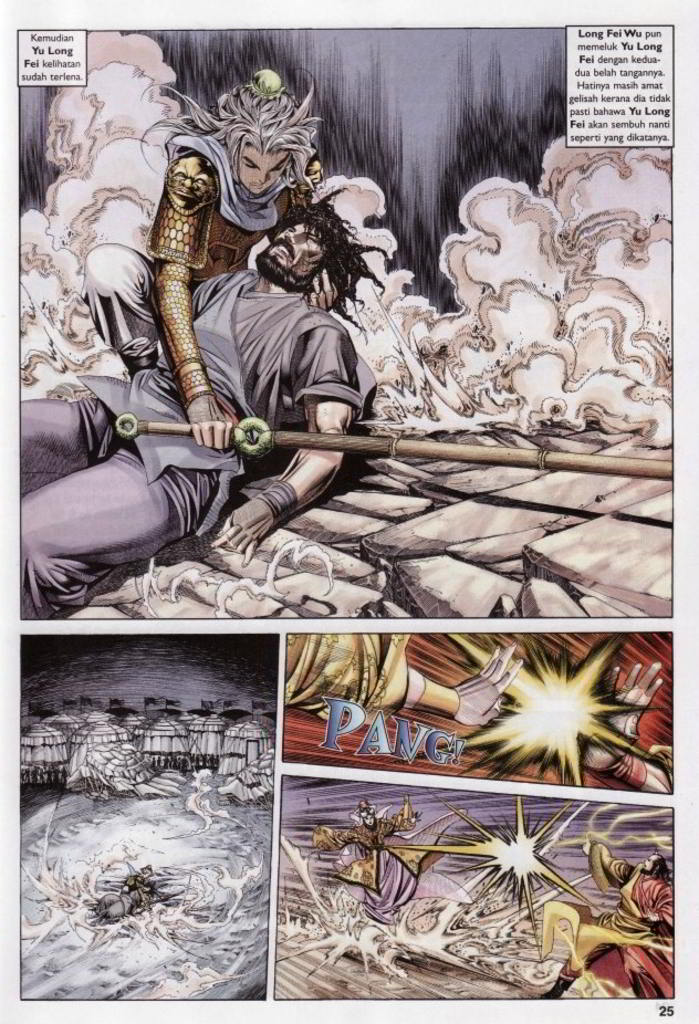 Kemudian
Yu Long
Fei kelihatan
sudah terlena.
Long Fei Wu pun
memeluk Yu Long
Fei dengan kedua-
dua belah tangannya.
Hatinya masih amat
gelisah kerana dia tidak
pasti bahawa Yu Long
Fei akan sembuh nanti
seperti yang dikatanya.
PANG!
25